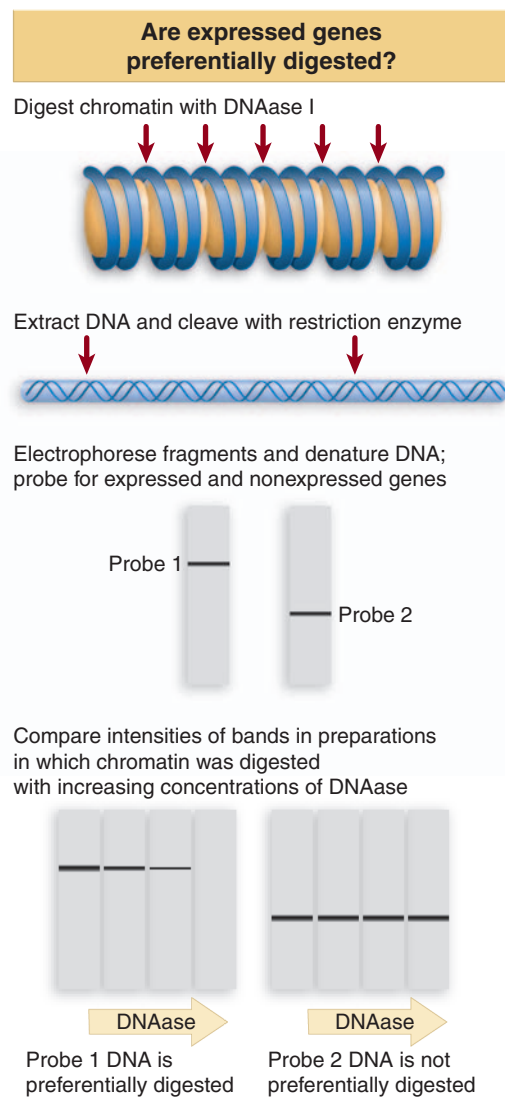 Are expressed genes
preferentially digested?
Digest chromatin with DNAase I
Extract DNA and cleave with restriction enzyme
Electrophorese fragments and denature DNA;
probe for expressed and nonexpressed genes
Probe 1
Probe 2
Compare intensities of bands in preparations
in which chromatin was digested
with increasing concentrations of DNAase
DNAase
DNAase
Probe 1 DNA is
preferentially digested
Probe 2 DNA is not
preferentially digested